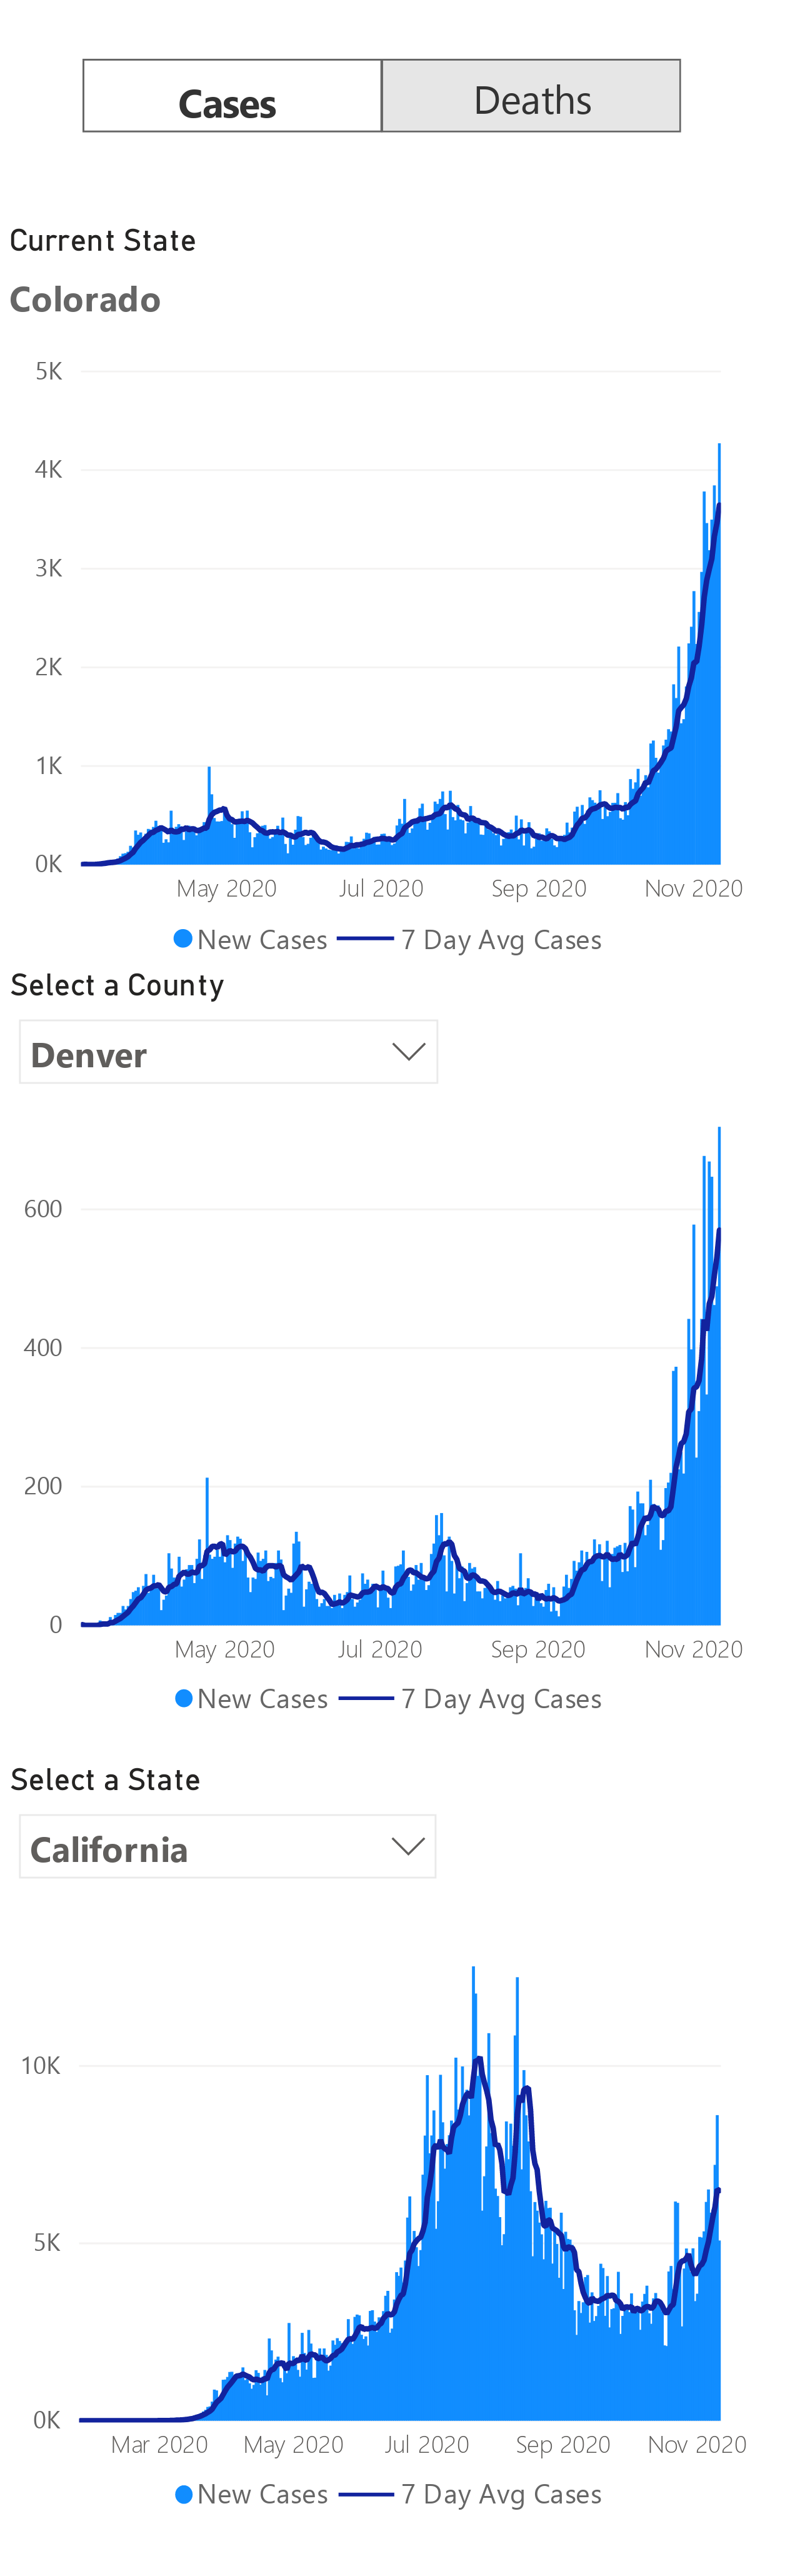 Cases Deaths
Current State
Colorado
5K
4K
3K
2K
1K
0K
May 2020 Jul 2020 Sep 2020 Nov 2020
New Cases 7 Day Avg Cases
Select a County
Denver
600
400
200
0
May 2020 Jul 2020 Sep 2020 Nov 2020
New Cases 7 Day Avg Cases
Select a State
California
10K
5K
0K
Mar 2020 May 2020 Jul 2020 Sep 2020 Nov 2020
New Cases 7 Day Avg Cases